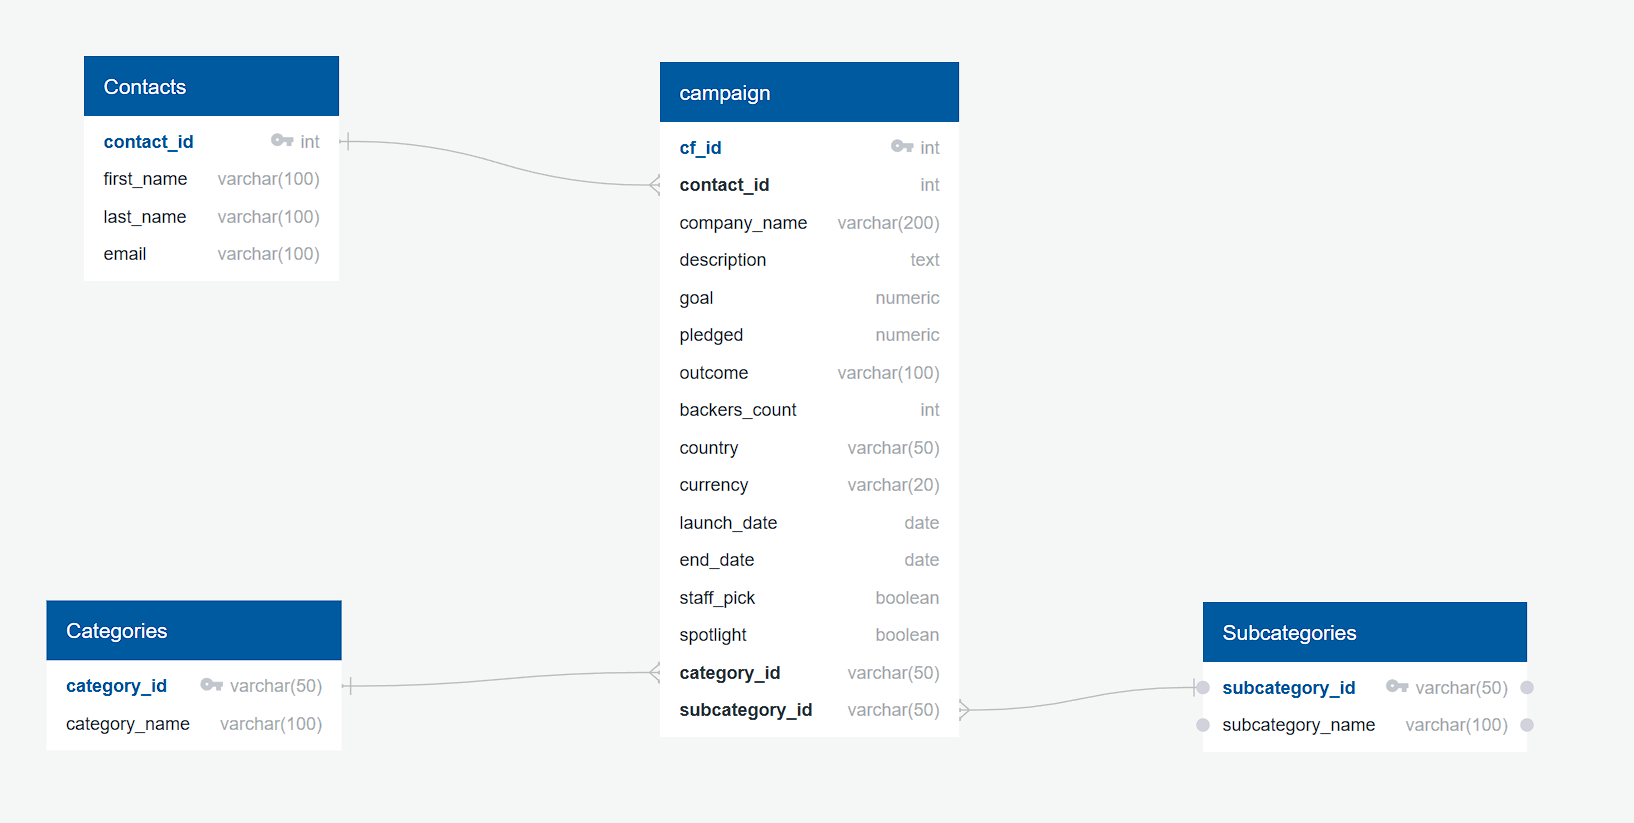 Contacts
contact_id int
first_name varchar(100)
last_name varchar(100)
email varchar(100)
campaign
cf_id int
contact_id int
company_name varchar(200)
description text
goal numeric
pledged numeric
outcome varchar(100)
backers_count int
country varchar(50)
currency varchar(20)
launch_date date
end_date date
staff_pick boolean
spotlight boolean
category_id varchar(50)
subcategory_id varchar(50)
Categories
category_id varchar(50)
category_name varchar(100)
Subcategories
subcategory_id varchar(50)
subcategory_name varchar(100)